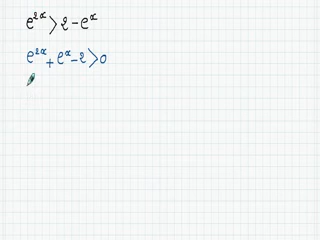 e^{2x} > 2 - e^x
e^{2x} + e^x - 2 > 0